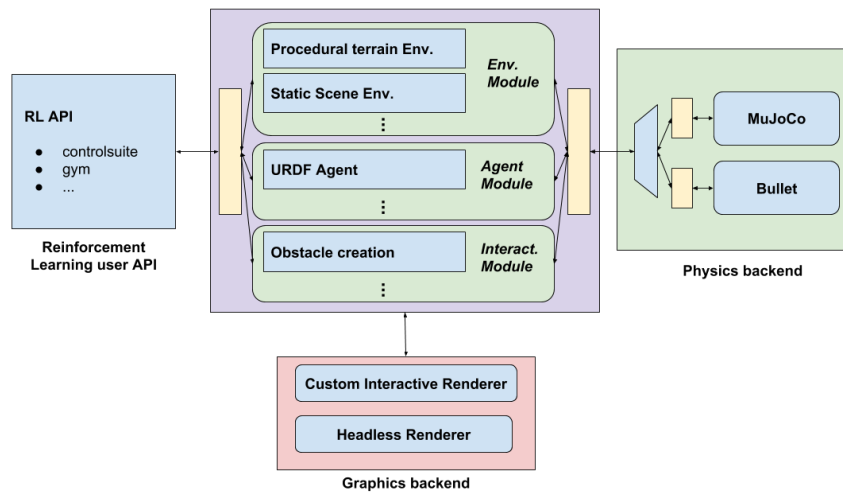 RL API
● controlsuite
● gym
● ...
Reinforcement
Learning user API
Procedural terrain Env.
Static Scene Env.
⋮
Env.
Module
URDF Agent
⋮
Agent
Module
Obstacle creation
⋮
Interact.
Module
MuJoCo
Bullet
Physics backend
Custom Interactive Renderer
Headless Renderer
Graphics backend